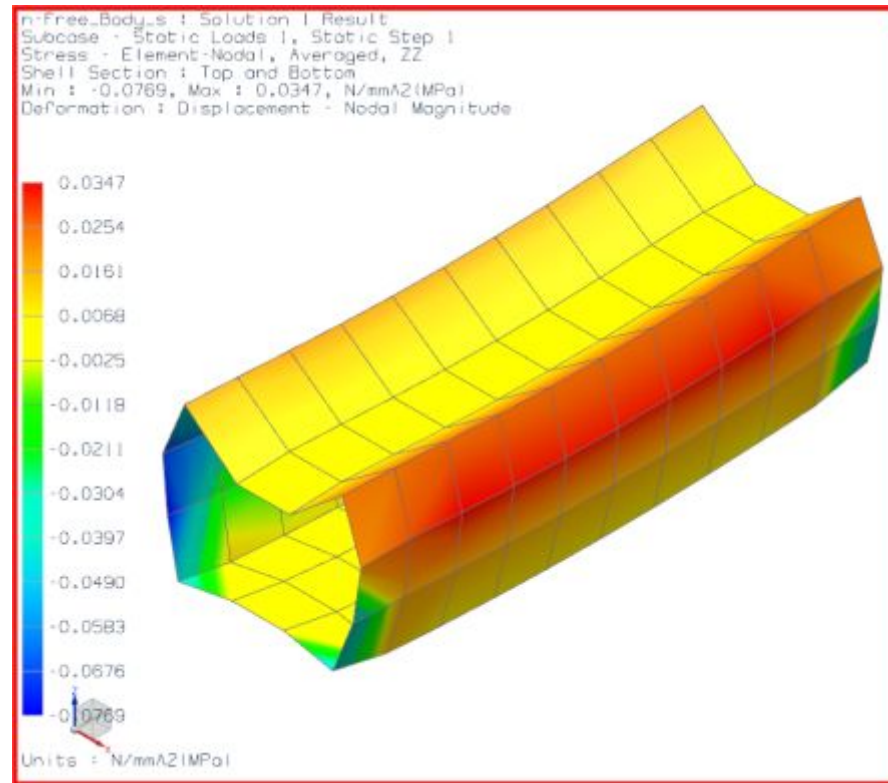 n-Free_Body_s : Solution 1 Result
Subcase - Static Loads 1, Static Step 1
Stress - Element-Nodal, Averaged, ZZ
Shell Section : Top and Bottom
Min : -0.0769, Max : 0.0347, N/mm^2(MPa)
Deformation : Displacement - Nodal Magnitude
0.0347
0.0254
0.0161
0.0068
-0.0025
-0.0118
-0.0211
-0.0304
-0.0397
-0.0490
-0.0583
-0.0676
-0.0769
Units : N/mm^2(MPa)